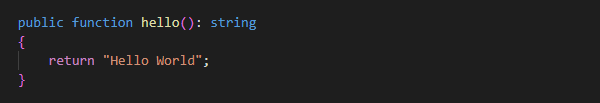 public function hello(): string
{
    return "Hello World";
}